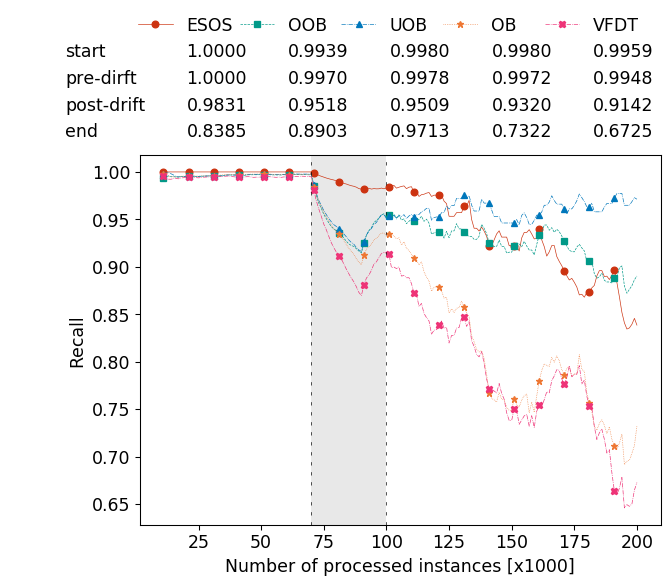 ESOS OOB UOB OB VFDT
start 1.0000 0.9939 0.9980 0.9980 0.9959
pre-dirft 1.0000 0.9970 0.9978 0.9972 0.9948
post-drift 0.9831 0.9518 0.9509 0.9320 0.9142
end 0.8385 0.8903 0.9713 0.7322 0.6725
1.00
0.95
0.90
0.85
0.80
0.75
0.70
0.65
Recall
25 50 75 100 125 150 175 200
Number of processed instances [x1000]